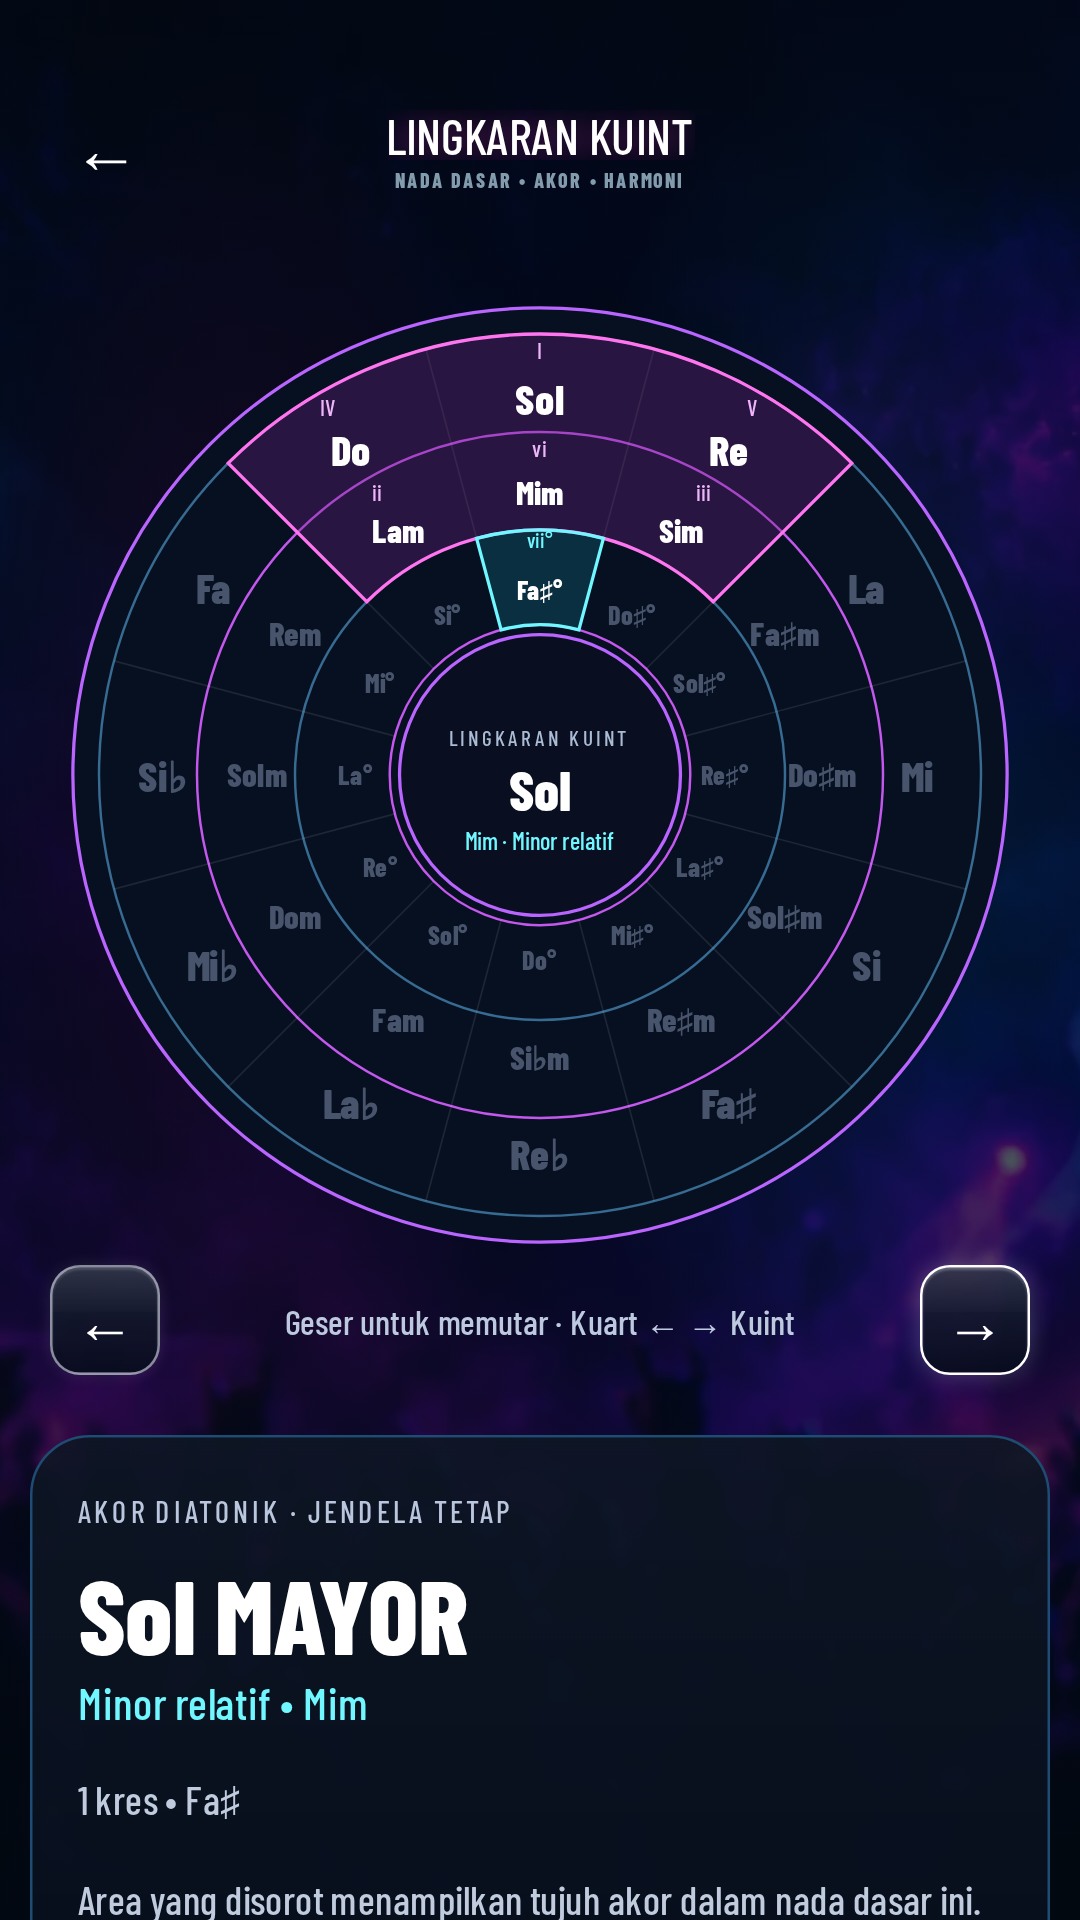 ←
LINGKARAN KUINT
NADA DASAR • AKOR • HARMONI
I
Sol
IV
V
Do
Re
vi
Mim
ii
iii
Lam
Sim
vii°
Fa♯°
Fa
La
Si°
Do♯°
Rem
Fa♯m
Mi°
Sol♯°
LINGKARAN KUINT
Si♭
Solm
La°
Sol
Re♯°
Do♯m
Mi
Mim · Minor relatif
Re°
La♯°
Dom
Sol♯m
Sol°
Mi♯°
Mi♭
Si
Do°
Fam
Re♯m
Si♭m
La♭
Fa♯
Re♭
←
Geser untuk memutar · Kuart ← → Kuint
→
AKOR DIATONIK · JENDELA TETAP
Sol MAYOR
Minor relatif • Mim
1 kres • Fa♯
Area yang disorot menampilkan tujuh akor dalam nada dasar ini.